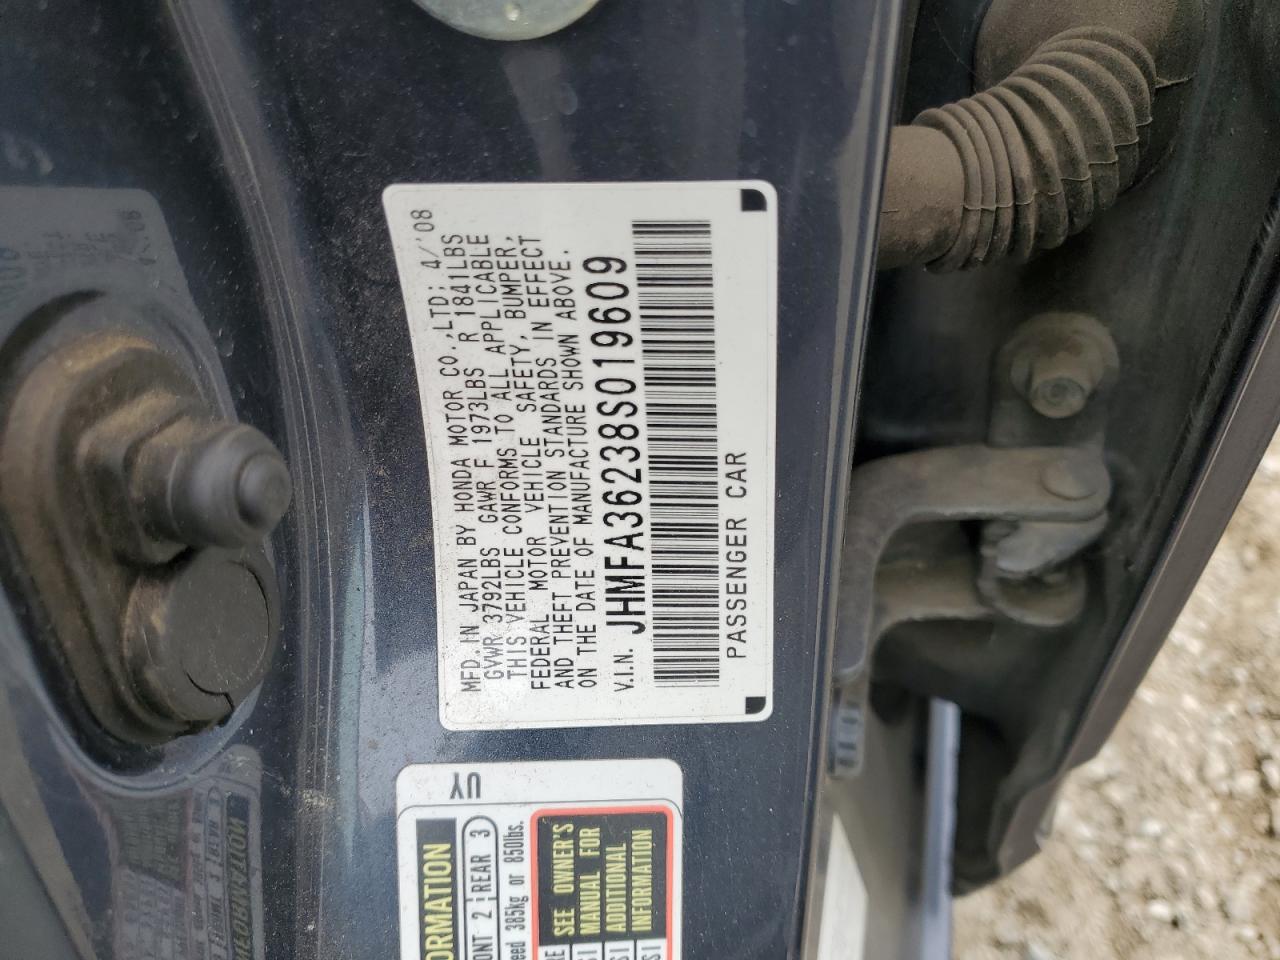 MFD. IN JAPAN BY HONDA MOTOR CO.,LTD; 4/'08
GVWR 3792LBS GAWR F 1973LBS R 1841LBS
THIS VEHICLE CONFORMS TO ALL APPLICABLE
FEDERAL MOTOR VEHICLE SAFETY, BUMPER,
AND THEFT PREVENTION STANDARDS IN EFFECT
ON THE DATE OF MANUFACTURE SHOWN ABOVE.
V.I.N. JHMFA36238S019609
PASSENGER CAR
UY
ORMATION
ONT 2 REAR 3
eed 385kg or 850lbs.
SEE OWNER'S
MANUAL FOR
ADDITIONAL
INFORMATION